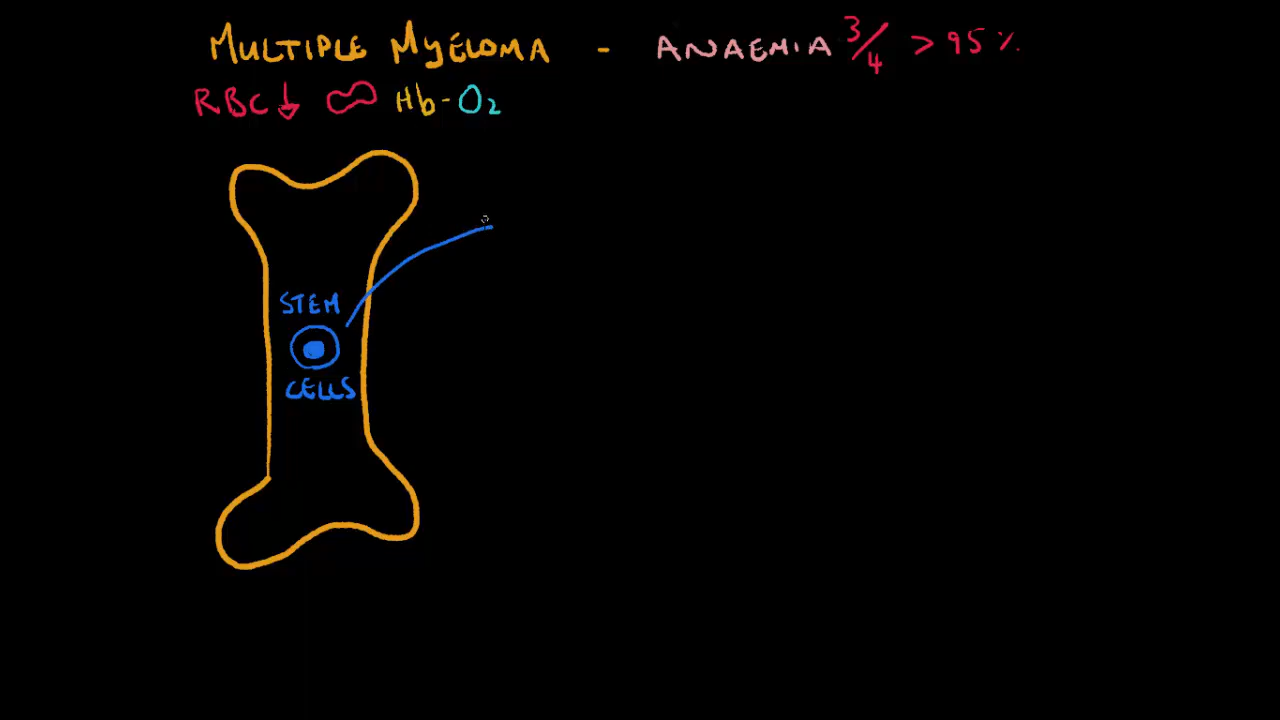 MULTIPLE MYELOMA - ANAEMIA 3/4 > 95%
RBC ↓ Hb-O2
STEM
CELLS